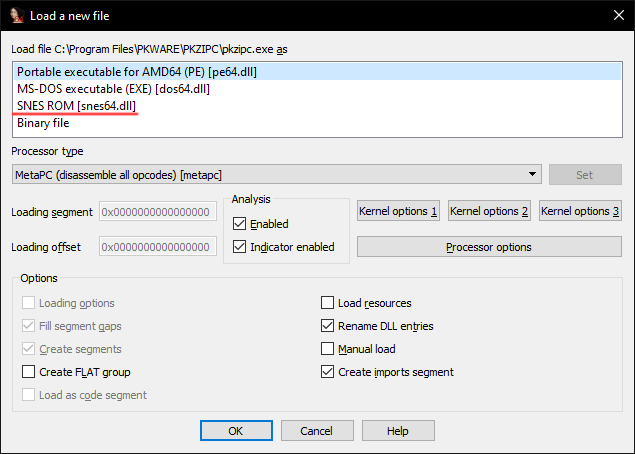 Load a new file
Load file C:\Program Files\PKWARE\PKZIPC\pkzipc.exe as
Portable executable for AMD64 (PE) [pe64.dll]
MS-DOS executable (EXE) [dos64.dll]
SNES ROM [snes64.dll]
Binary file
Processor type
MetaPC (disassemble all opcodes) [metapc]
Set
Loading segment 0x0000000000000000
Loading offset 0x0000000000000000
Analysis
Enabled
Indicator enabled
Kernel options 1 Kernel options 2 Kernel options 3
Processor options
Options
Loading options
Fill segment gaps
Create segments
Create FLAT group
Load as code segment
Load resources
Rename DLL entries
Manual load
Create imports segment
OK Cancel Help